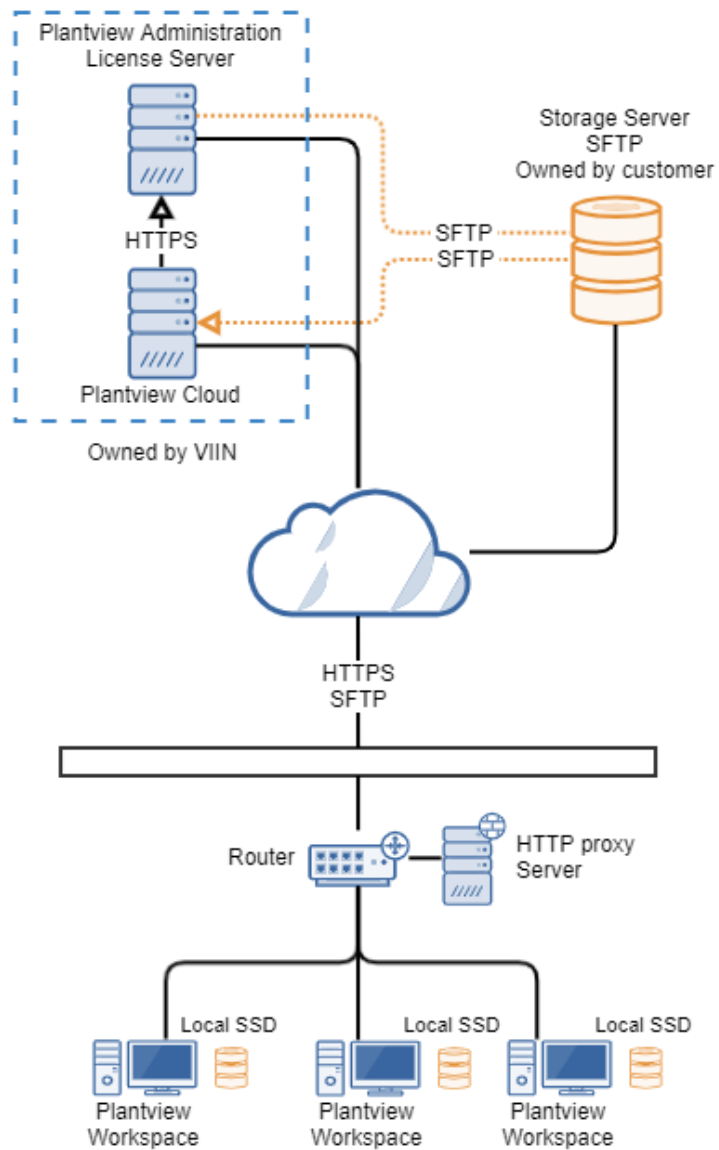 Plantview Administration
License Server
Storage Server
SFTP
Owned by customer
HTTPS
SFTP
SFTP
Plantview Cloud
Owned by VIIN
HTTPS
SFTP
Router
HTTP proxy
Server
Local SSD
Local SSD
Local SSD
Plantview
Workspace
Plantview
Workspace
Plantview
Workspace